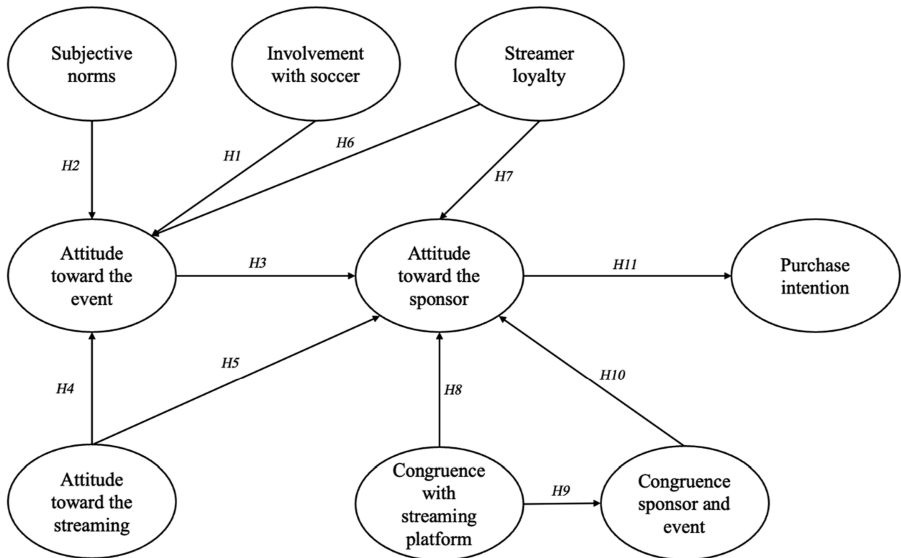 Subjective
norms
Involvement
with soccer
Streamer
loyalty
H2
H1
H6
H7
Attitude
toward the
event
H3
Attitude
toward the
sponsor
H11
Purchase
intention
H4
H5
H8
H10
Attitude
toward the
streaming
Congruence
with
streaming
platform
H9
Congruence
sponsor and
event